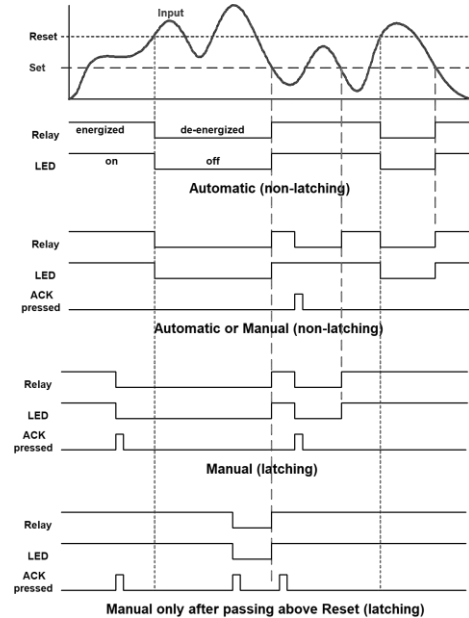 Input
Reset
Set
energized de-energized
Relay
on off
LED
Automatic (non-latching)
Relay
LED
ACK
pressed
Automatic or Manual (non-latching)
Relay
LED
ACK
pressed
Manual (latching)
Relay
LED
ACK
pressed
Manual only after passing above Reset (latching)